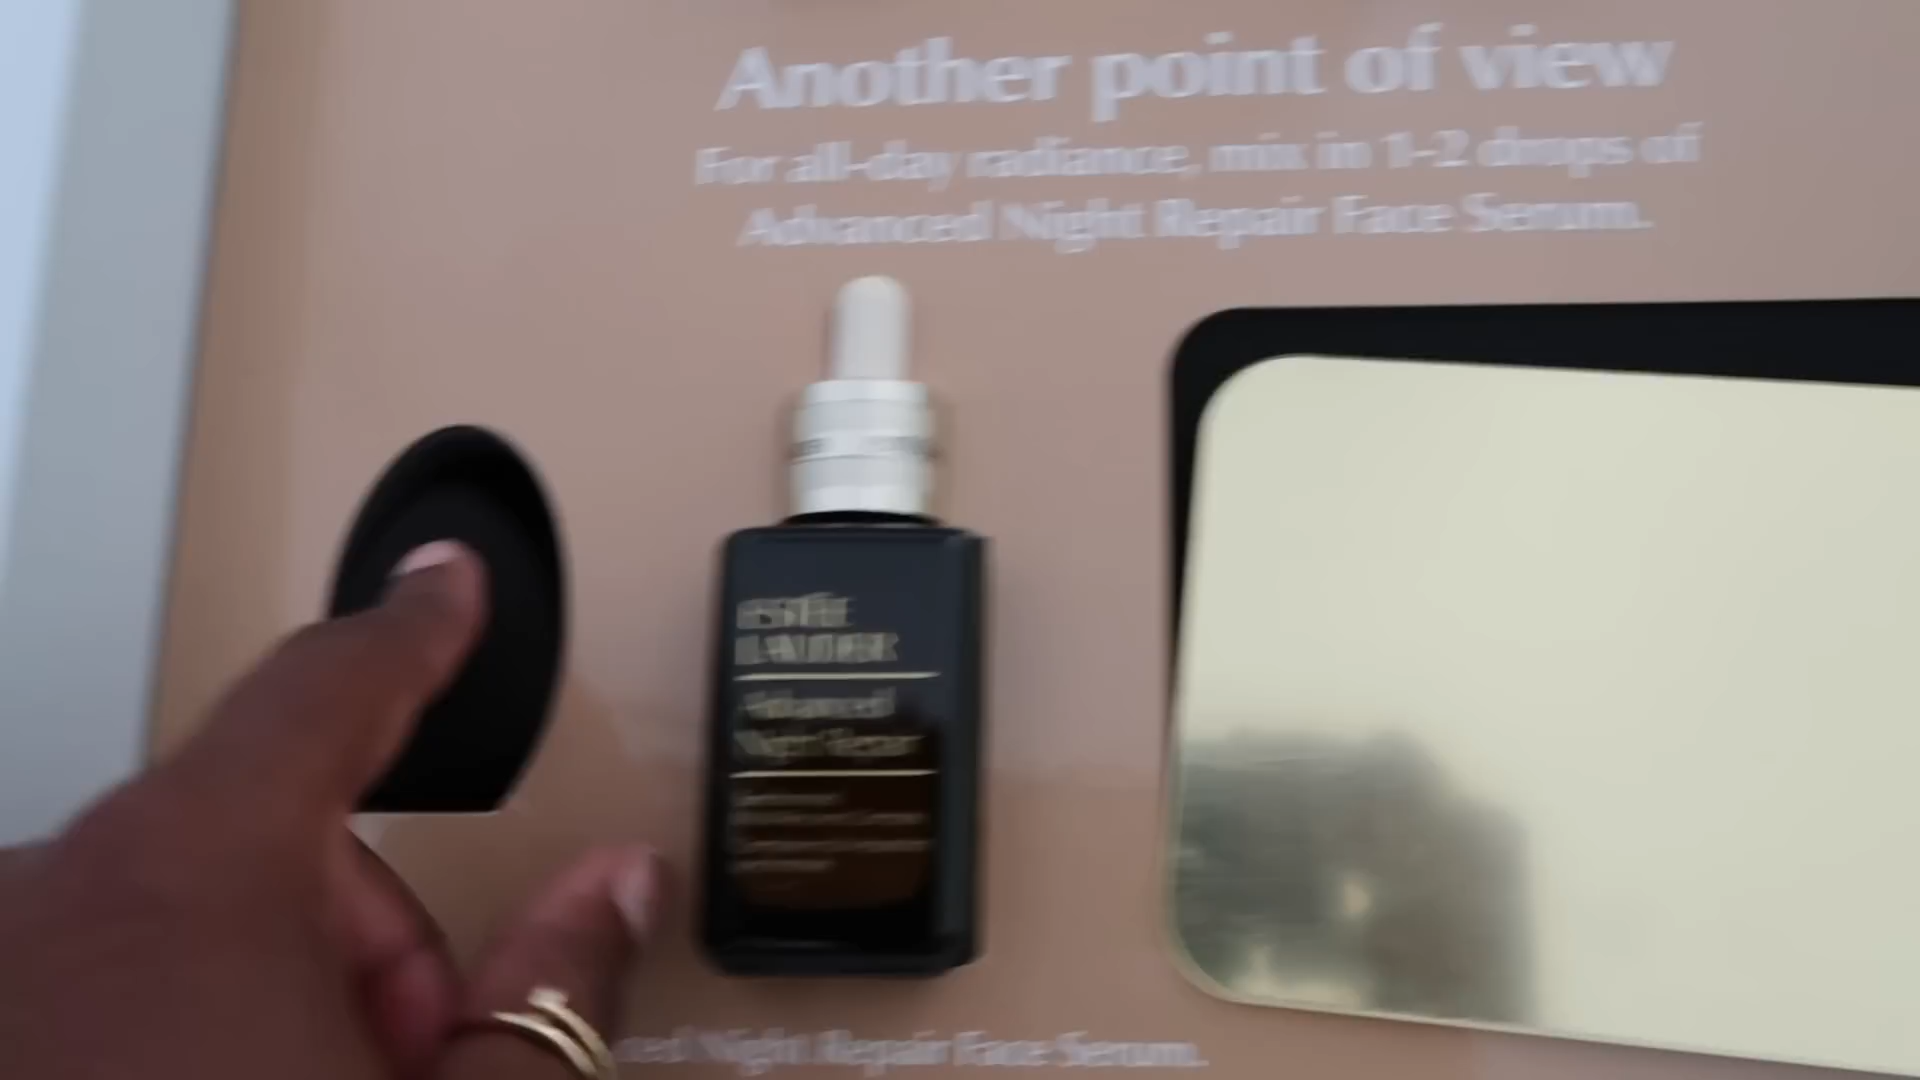 Another point of view
For all-day radiance, mix in 1-2 drops of
Advanced Night Repair Face Serum.
ESTĒE
LAUDER
Advanced
Night Repair
Night Repair Face Serum.